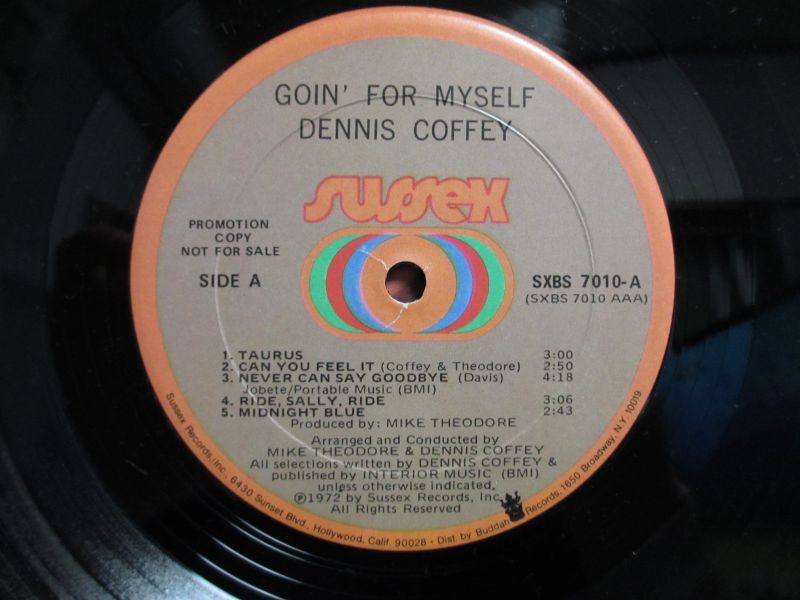 GOIN' FOR MYSELF
DENNIS COFFEY
sussex
PROMOTION
COPY
NOT FOR SALE
SIDE A
SXBS 7010-A
(SXBS 7010 AAA)
1. TAURUS 3:00
2. CAN YOU FEEL IT (Coffey & Theodore) 2:50
3. NEVER CAN SAY GOODBYE (Davis) 4:18
Jobete/Portable Music (BMI)
4. RIDE, SALLY, RIDE 3:06
5. MIDNIGHT BLUE 2:43
Produced by: MIKE THEODORE
Arranged and Conducted by
MIKE THEODORE & DENNIS COFFEY
All selections written by DENNIS COFFEY &
published by INTERIOR MUSIC (BMI)
unless otherwise indicated.
℗1972 by Sussex Records, Inc.
All Rights Reserved
Sussex Records, Inc. 6430 Sunset Blvd., Hollywood, Calif. 90028 - Dist. by Buddah Records, 1650 Broadway, N.Y. 10019